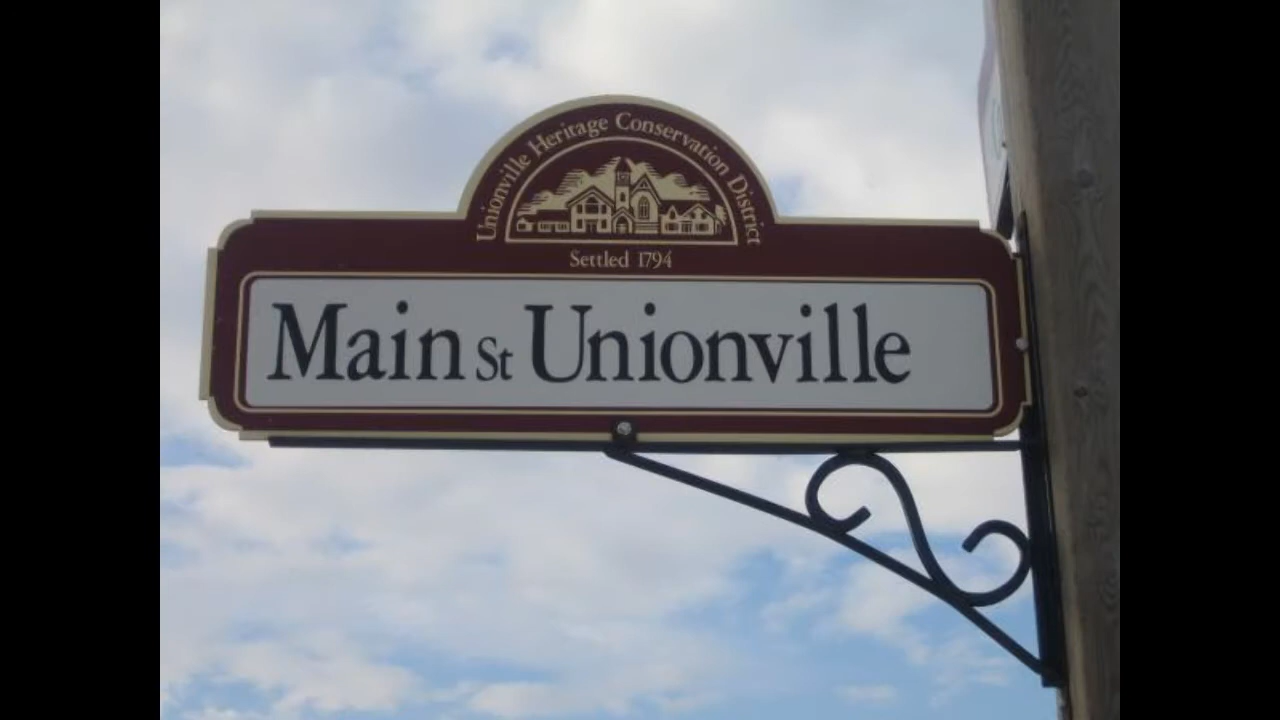 Unionville Heritage Conservation District
Settled 1794
Main St Unionville